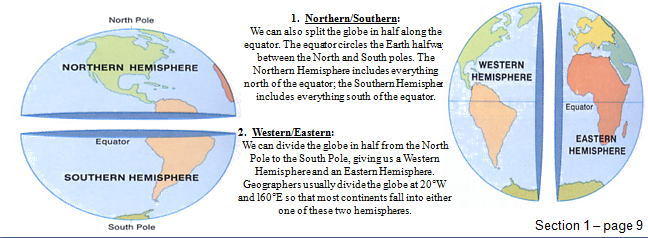 North Pole
NORTHERN HEMISPHERE
Equator
SOUTHERN HEMISPHERE
South Pole
1. Northern/Southern:
We can also split the globe in half along the
equator. The equator circles the Earth halfway
between the North and South poles. The
Northern Hemisphere includes everything
north of the equator; the Southern Hemispher
includes everything south of the equator.
2. Western/Eastern:
We can divide the globe in half from the North
Pole to the South Pole, giving us a Western
Hemisphere and an Eastern Hemisphere.
Geographers usually divide the globe at 20°W
and 160°E so that most continents fall into either
one of these two hemispheres.
WESTERN
HEMISPHERE
Equator
EASTERN
HEMISPHERE
Section 1 – page 9